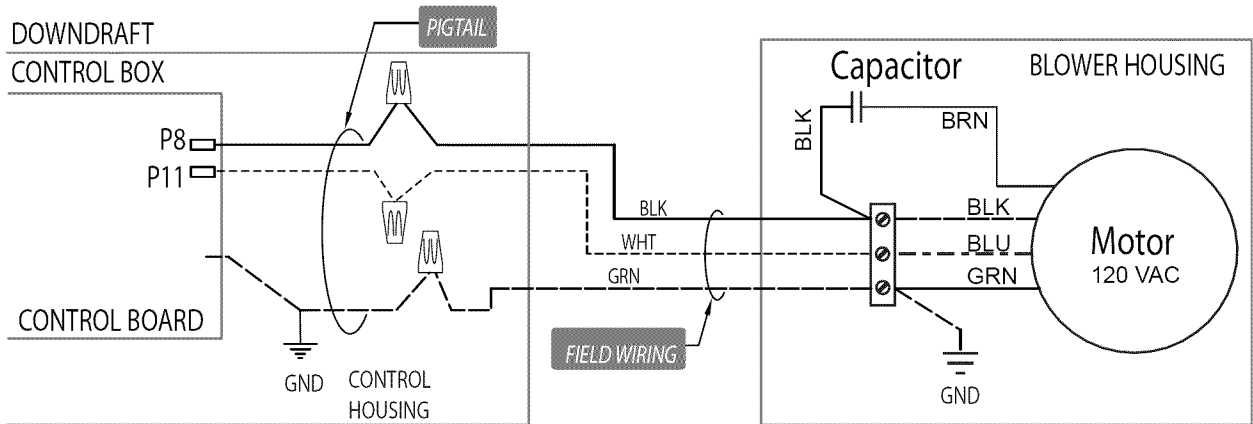 PIGTAIL
DOWNDRAFT
CONTROL BOX
Capacitor
BLOWER HOUSING
BLK
BRN
P8
P11
BLK
BLK
WHT
BLU
Motor
GRN
GRN
120 VAC
CONTROL BOARD
FIELD WIRING
GND
CONTROL
HOUSING
GND